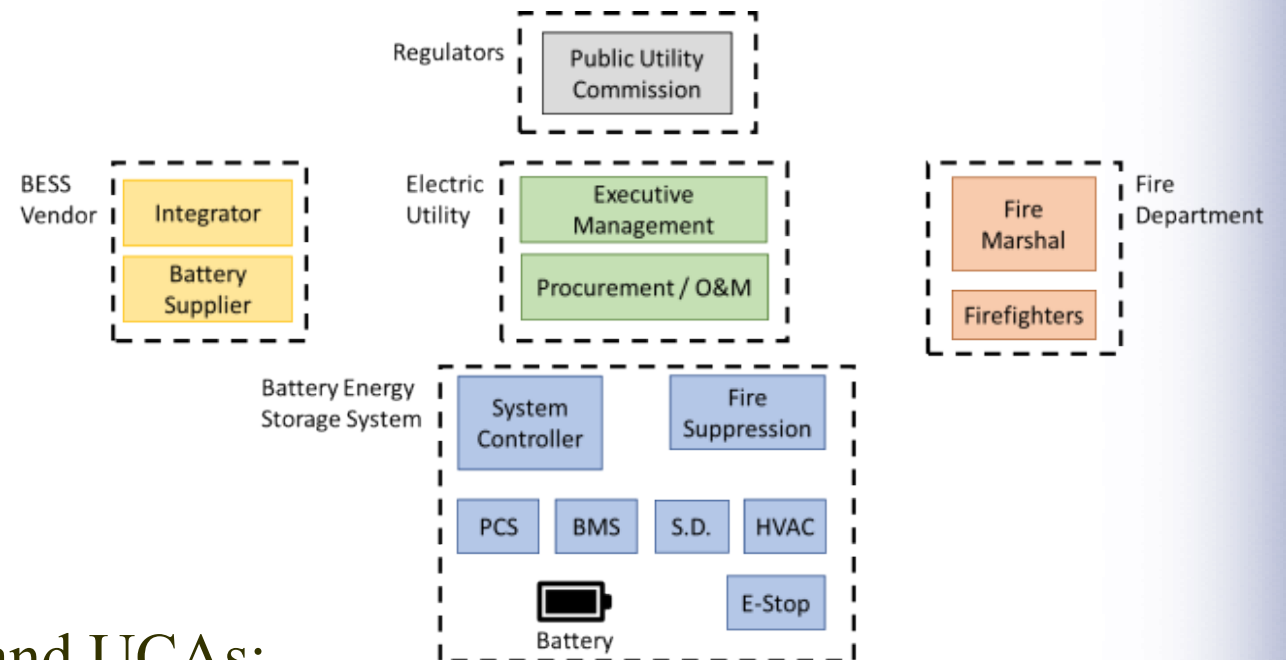 Regulators
Public Utility
Commission
BESS
Vendor
Integrator
Battery
Supplier
Electric
Utility
Executive
Management
Procurement / O&M
Fire
Marshal
Firefighters
Fire
Department
Battery Energy
Storage System
System
Controller
Fire
Suppression
PCS
BMS
S.D.
HVAC
E-Stop
Battery
and UCAs: